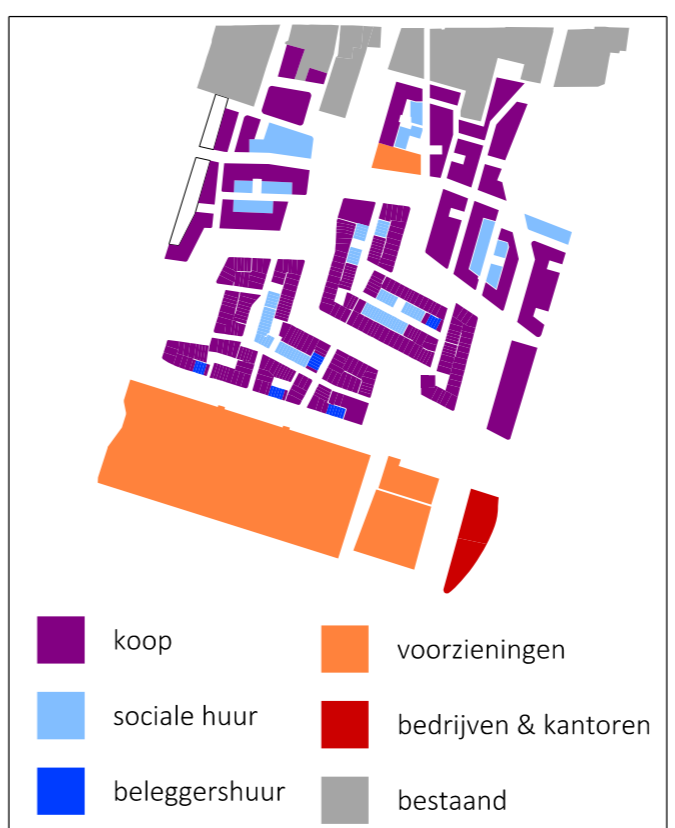 koop
sociale huur
beleggershuur
voorzieningen
bedrijven & kantoren
bestaand